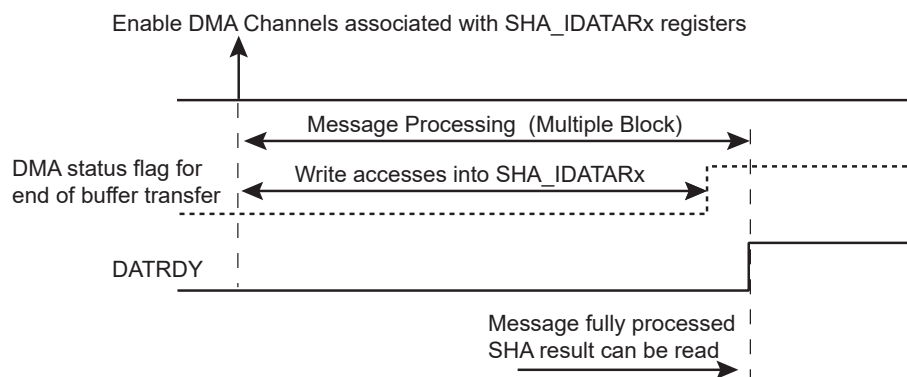 Enable DMA Channels associated with SHA_IDATARx registers
Message Processing (Multiple Block)
DMA status flag for
end of buffer transfer
Write accesses into SHA_IDATARx
DATRDY
Message fully processed
SHA result can be read